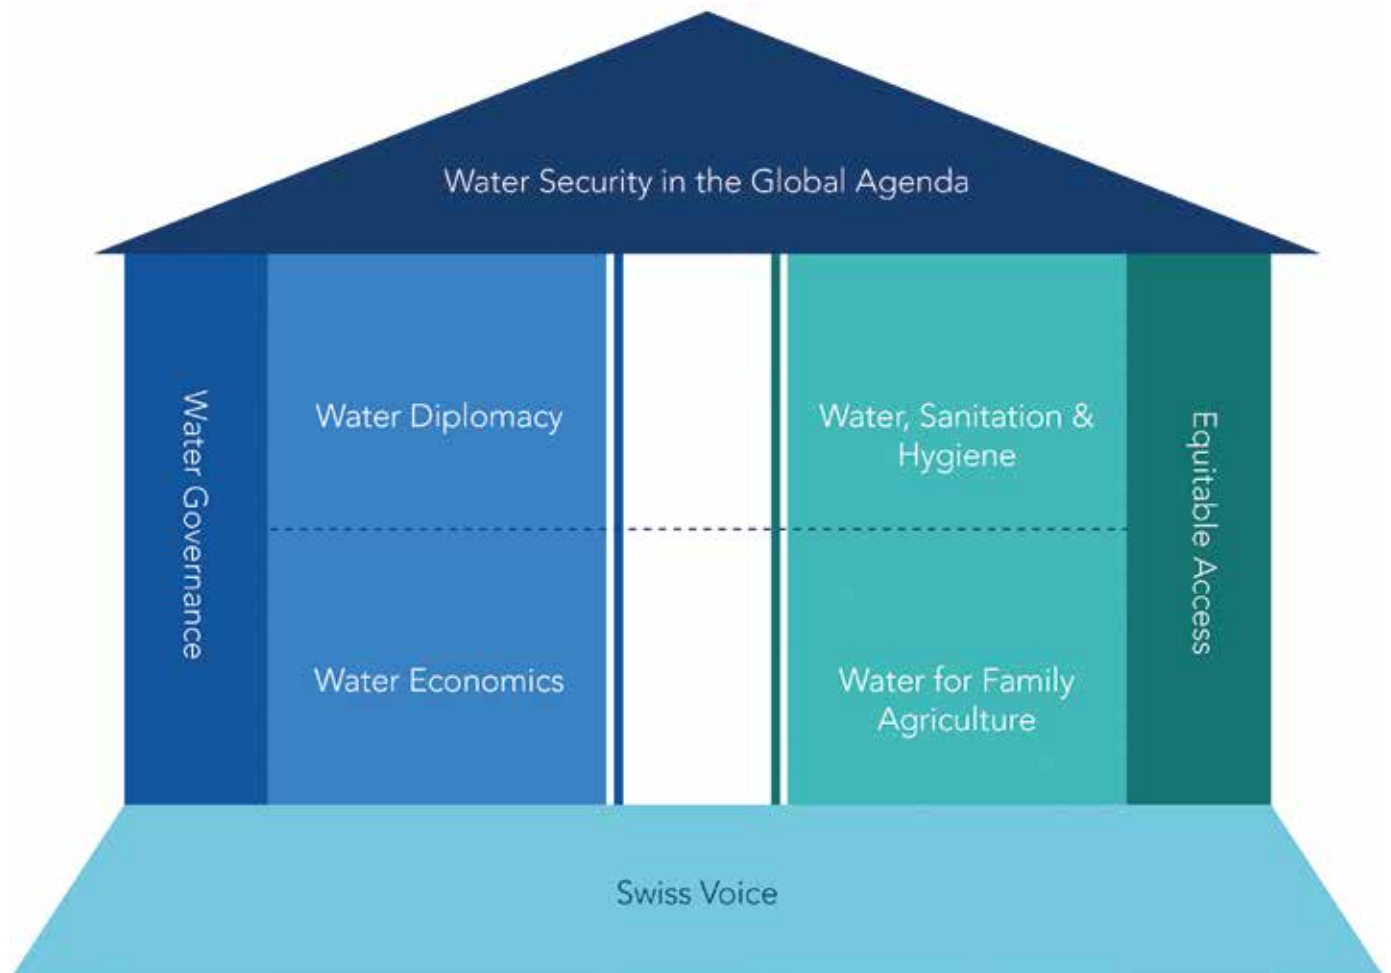 Water Security in the Global Agenda
Water Governance
Water Diplomacy
Water Economics
Water, Sanitation &
Hygiene
Water for Family
Agriculture
Equitable Access
Swiss Voice